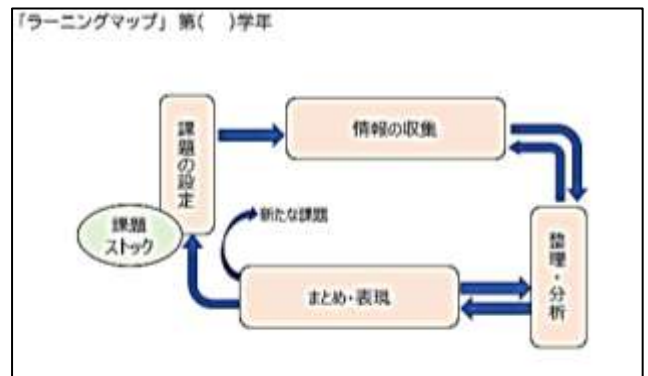 「ラーニングマップ」 第(　)学年
課題の設定
情報の収集
課題
ストック
新たな課題
まとめ・表現
整理・分析